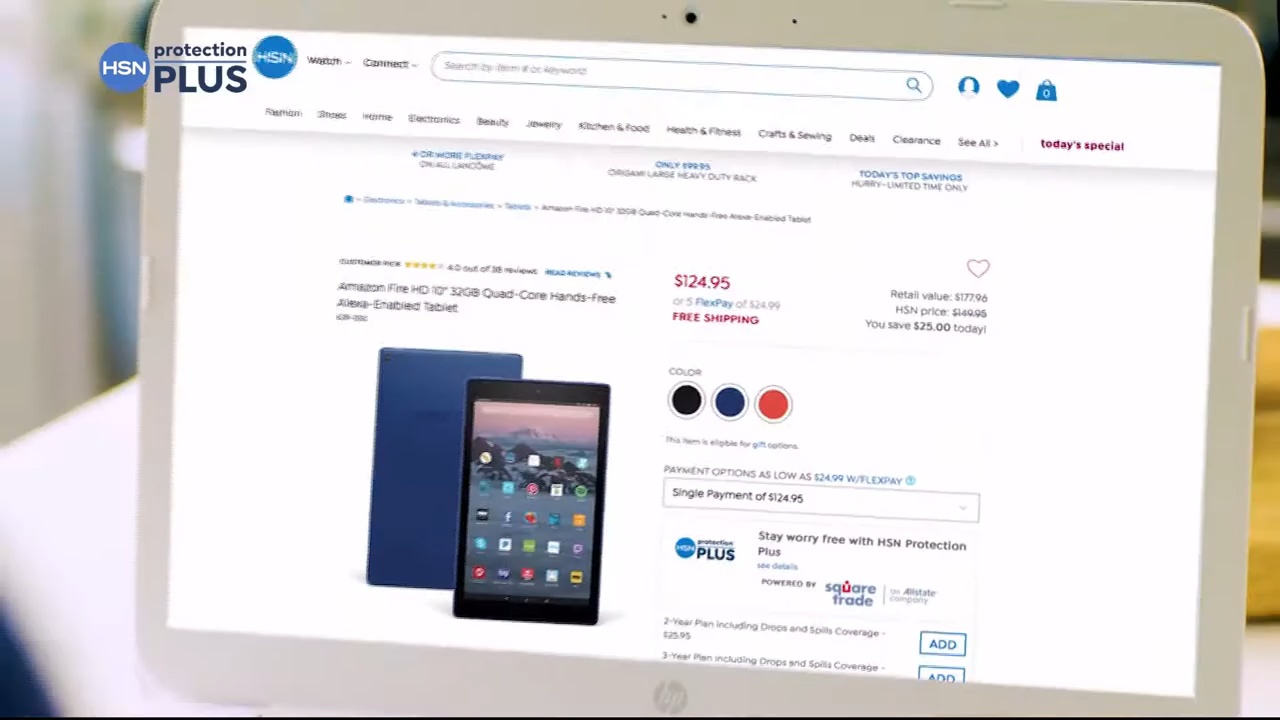 HSN protection PLUS
HSN Watch Connect Search by item # or keyword 0
Fashion Shoes Home Electronics Beauty Jewelry Kitchen & Food Health & Fitness Crafts & Sewing Deals Clearance See All > today's special
4 OR MORE FLEXPAY
ON ALL LANCÔME
ONLY $99.95
ORIGAMI LARGE HEAVY DUTY RACK
TODAY'S TOP SAVINGS
HURRY-LIMITED TIME ONLY
Electronics > Tablets & Accessories > Tablets > Amazon Fire HD 10" 32GB Quad-Core Hands-Free Alexa-Enabled Tablet
CUSTOMER PICK 4.0 out of 38 reviews READ REVIEWS
Amazon Fire HD 10" 32GB Quad-Core Hands-Free
Alexa-Enabled Tablet
$124.95
or 5 FlexPay of $24.99
FREE SHIPPING
Retail value: $177.96
HSN price: $149.95
You save $25.00 today!
COLOR
This item is eligible for gift options.
PAYMENT OPTIONS AS LOW AS $24.99 W/FLEXPAY ?
Single Payment of $124.95
HSN protection PLUS
Stay worry free with HSN Protection
Plus
see details
POWERED BY square trade an Allstate company
2-Year Plan including Drops and Spills Coverage -
$25.95
ADD
3-Year Plan including Drops and Spills Coverage -
ADD
hp